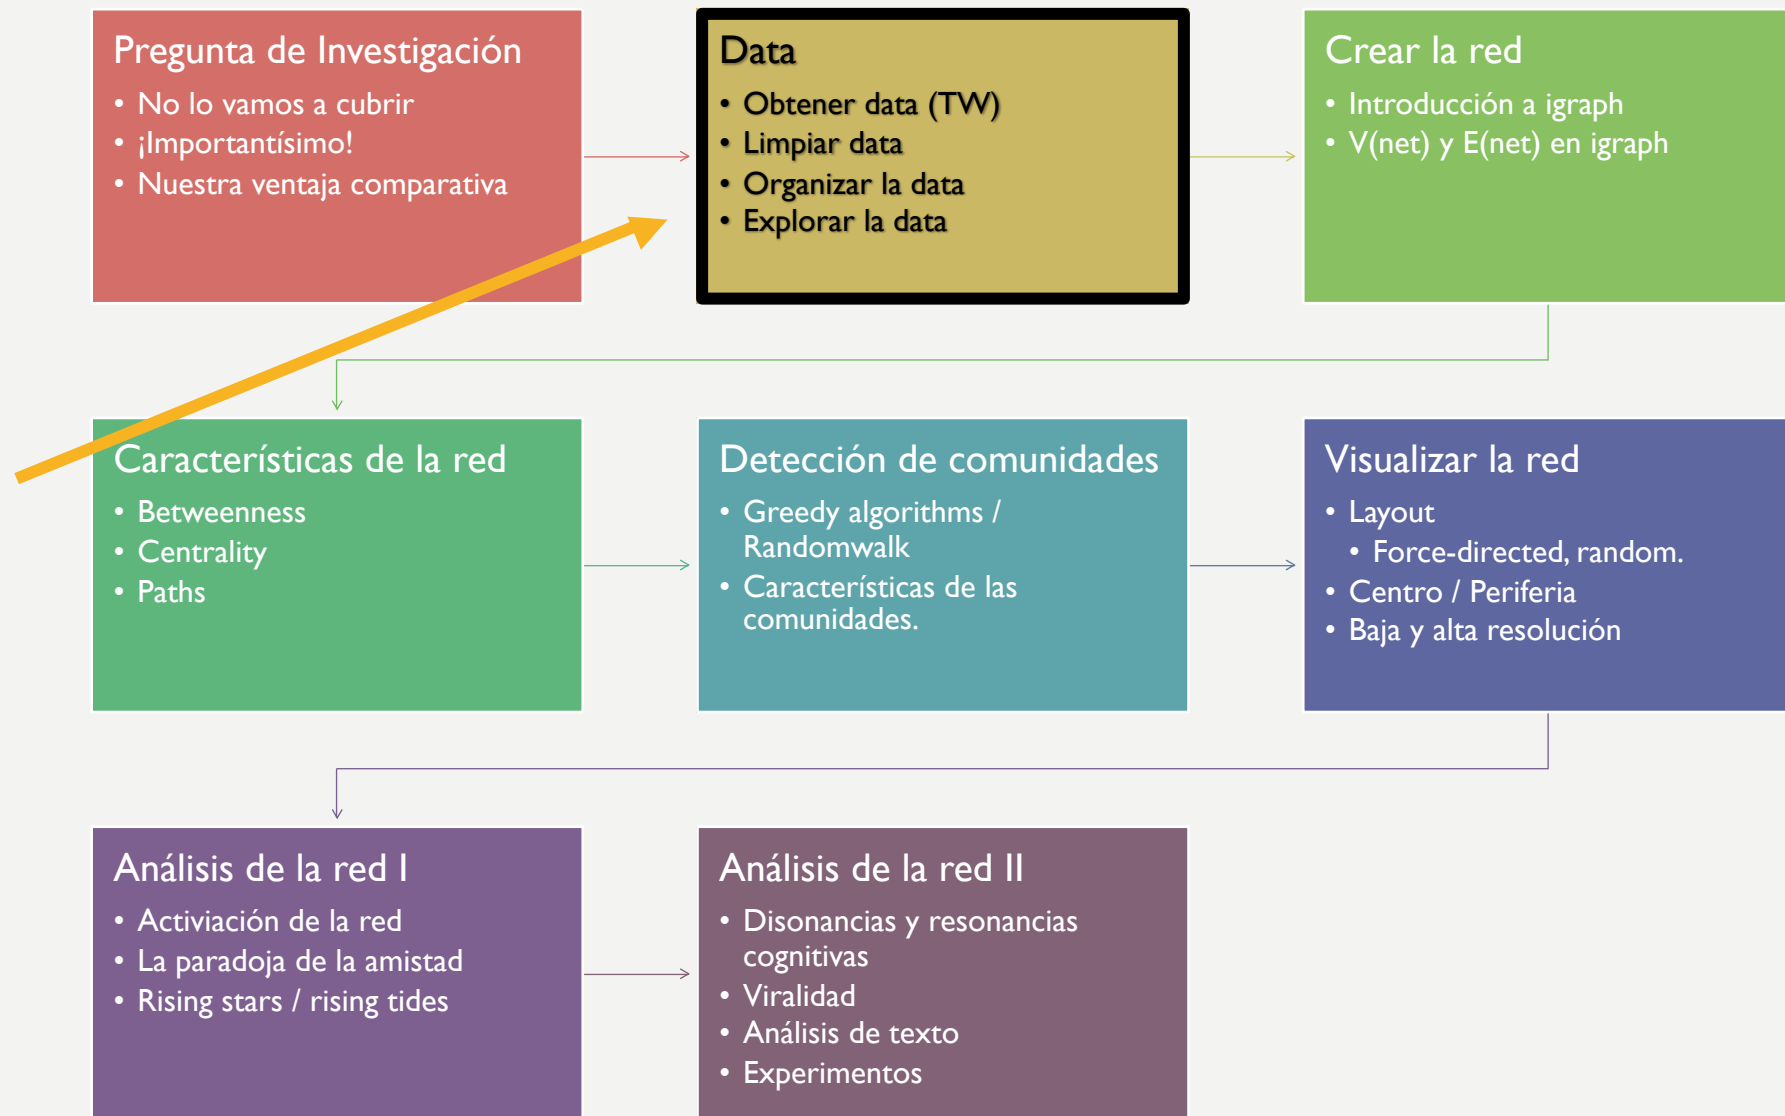 Pregunta de Investigación
• No lo vamos a cubrir
• ¡Importantísimo!
• Nuestra ventaja comparativa
Data
• Obtener data (TW)
• Limpiar data
• Organizar la data
• Explorar la data
Crear la red
• Introducción a igraph
• V(net) y E(net) en igraph
Características de la red
• Betweenness
• Centrality
• Paths
Detección de comunidades
• Greedy algorithms /
Randomwalk
• Características de las
comunidades.
Visualizar la red
• Layout
• Force-directed, random.
• Centro / Periferia
• Baja y alta resolución
Análisis de la red I
• Activiación de la red
• La paradoja de la amistad
• Rising stars / rising tides
Análisis de la red II
• Disonancias y resonancias
cognitivas
• Viralidad
• Análisis de texto
• Experimentos